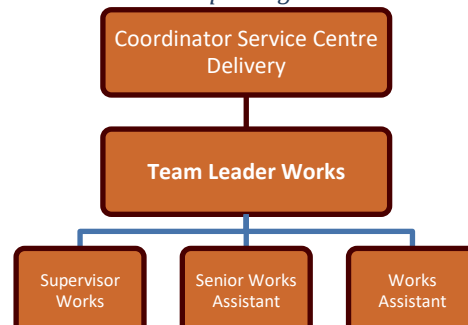 Coordinator Service Centre
Delivery
Team Leader Works
Supervisor
Works
Senior Works
Assistant
Works
Assistant